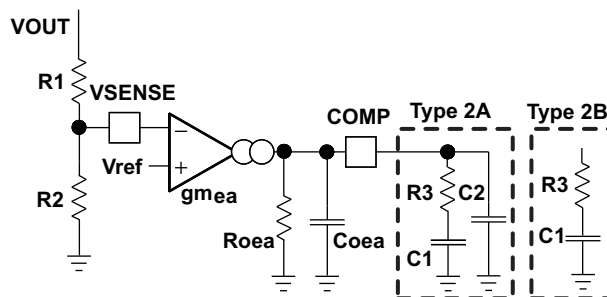 VOUT
R1
VSENSE
R2
Vref
−
+
gmea
Roea
Coea
COMP
Type 2A
R3
C2
C1
Type 2B
R3
C1